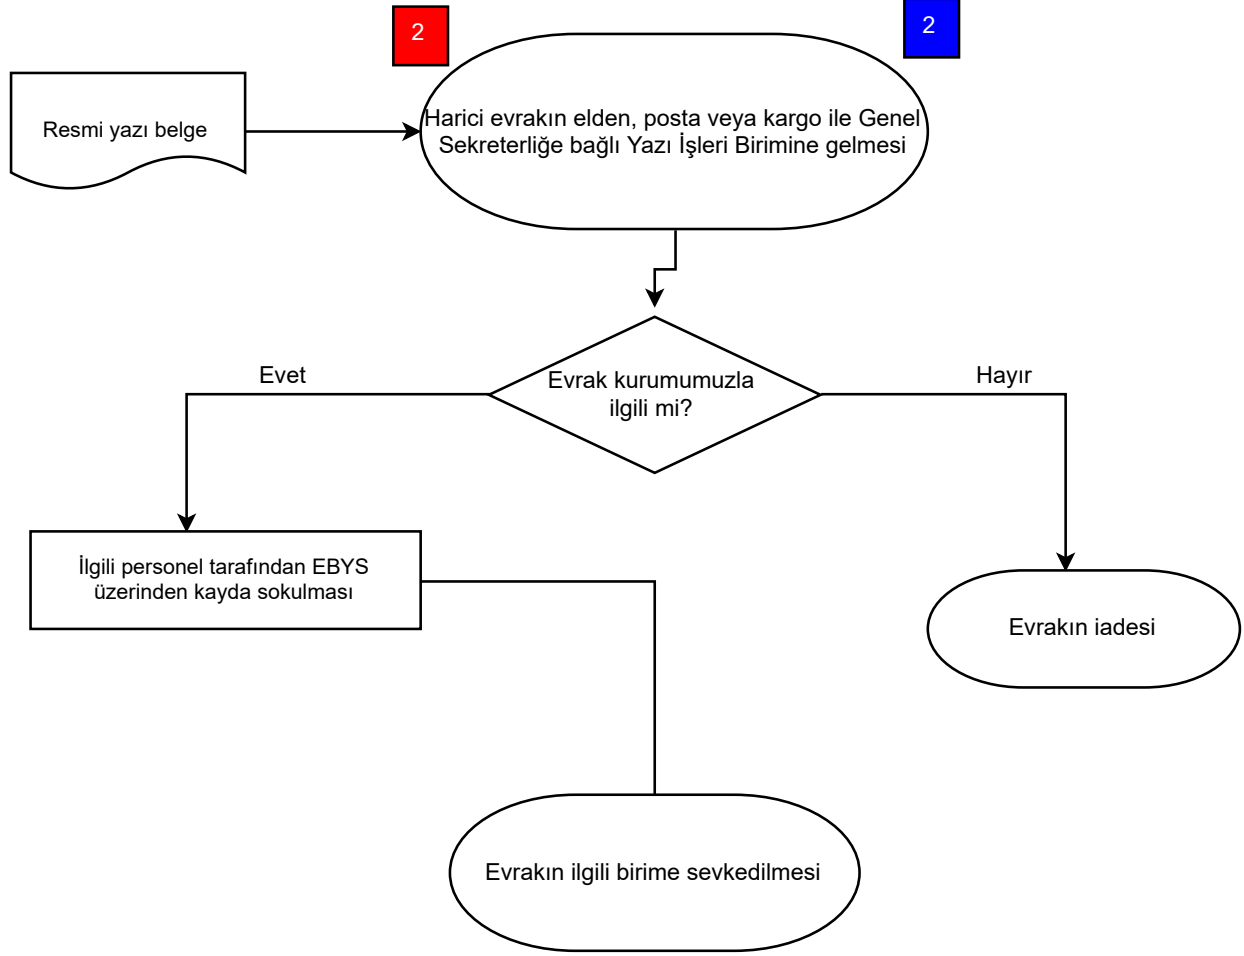 2
2
Resmi yazı belge
Harici evrakın elden, posta veya kargo ile Genel
Sekreterliğe bağlı Yazı İşleri Birimine gelmesi
Evet
Evrak kurumumuzla
ilgili mi?
Hayır
İlgili personel tarafından EBYS
üzerinden kayda sokulması
Evrakın iadesi
Evrakın ilgili birime sevkedilmesi